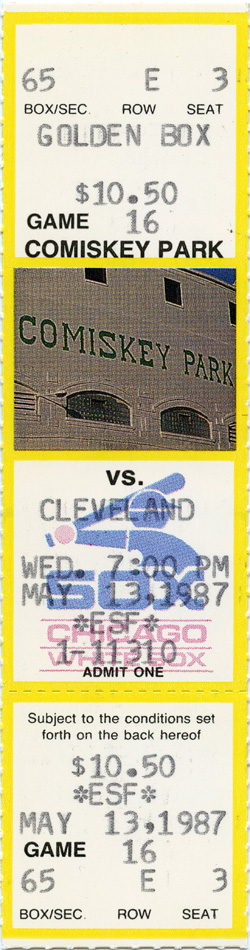 65 E 3
BOX/SEC. ROW SEAT
GOLDEN BOX
$10.50
GAME 16
COMISKEY PARK
COMISKEY PARK
VS.
CLEVELAND
WED. 7:00 PM
MAY 13,1987
SOX
*ESF*
CHICAGO
1-11310
WHITE SOX
ADMIT ONE
Subject to the conditions set
forth on the back hereof
$10.50
*ESF*
MAY 13,1987
GAME 16
65 E 3
BOX/SEC. ROW SEAT